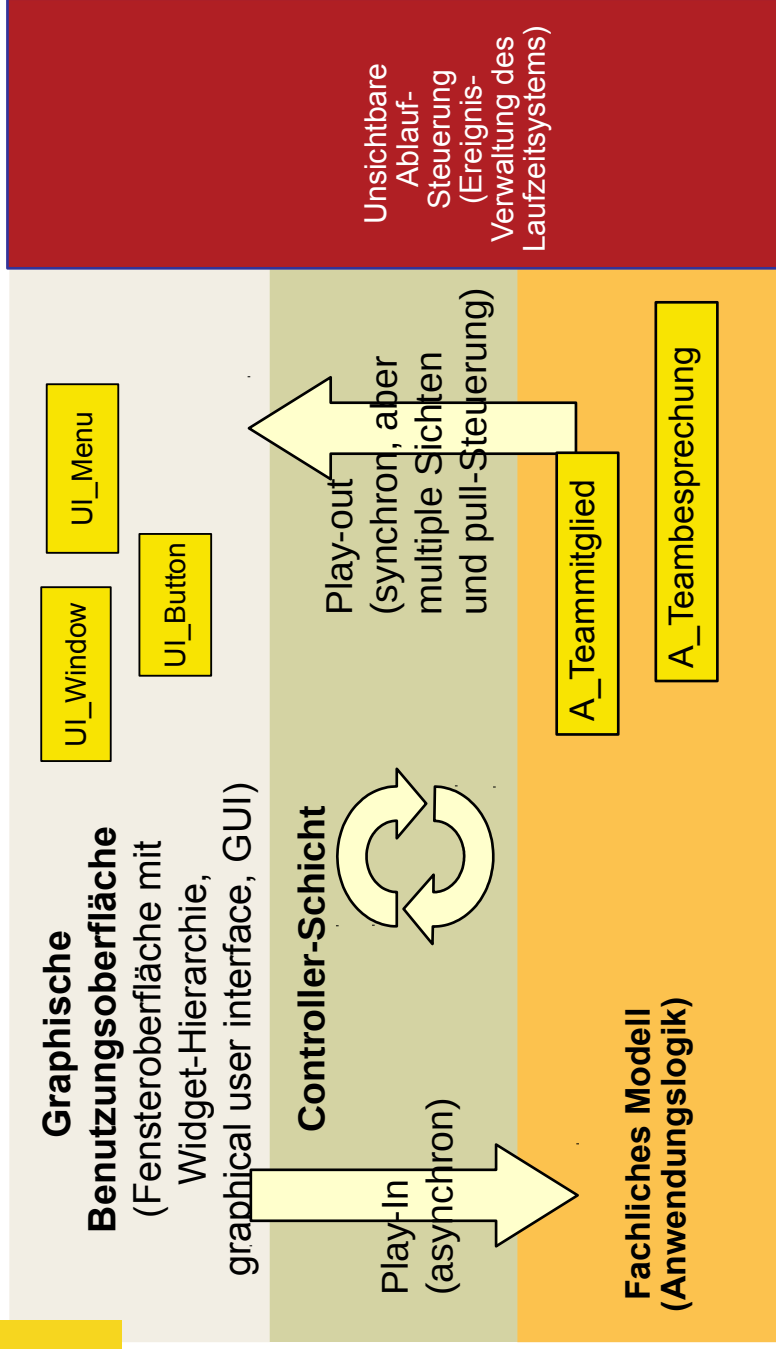 Graphische
Benutzungsoberfläche
(Fensteroberfläche mit
Widget-Hierarchie,
graphical user interface, GUI)
UI_Window
UI_Menu
UI_Button
Controller-Schicht
Play-In
(asynchron)
Play-out
(synchron, aber
multiple Sichten
und pull-Steuerung)
Fachliches Modell
(Anwendungslogik)
A_Teammitglied
A_Teambesprechung
Unsichtbare
Ablauf-
Steuerung
(Ereignis-
Verwaltung des
Laufzeitsystems)